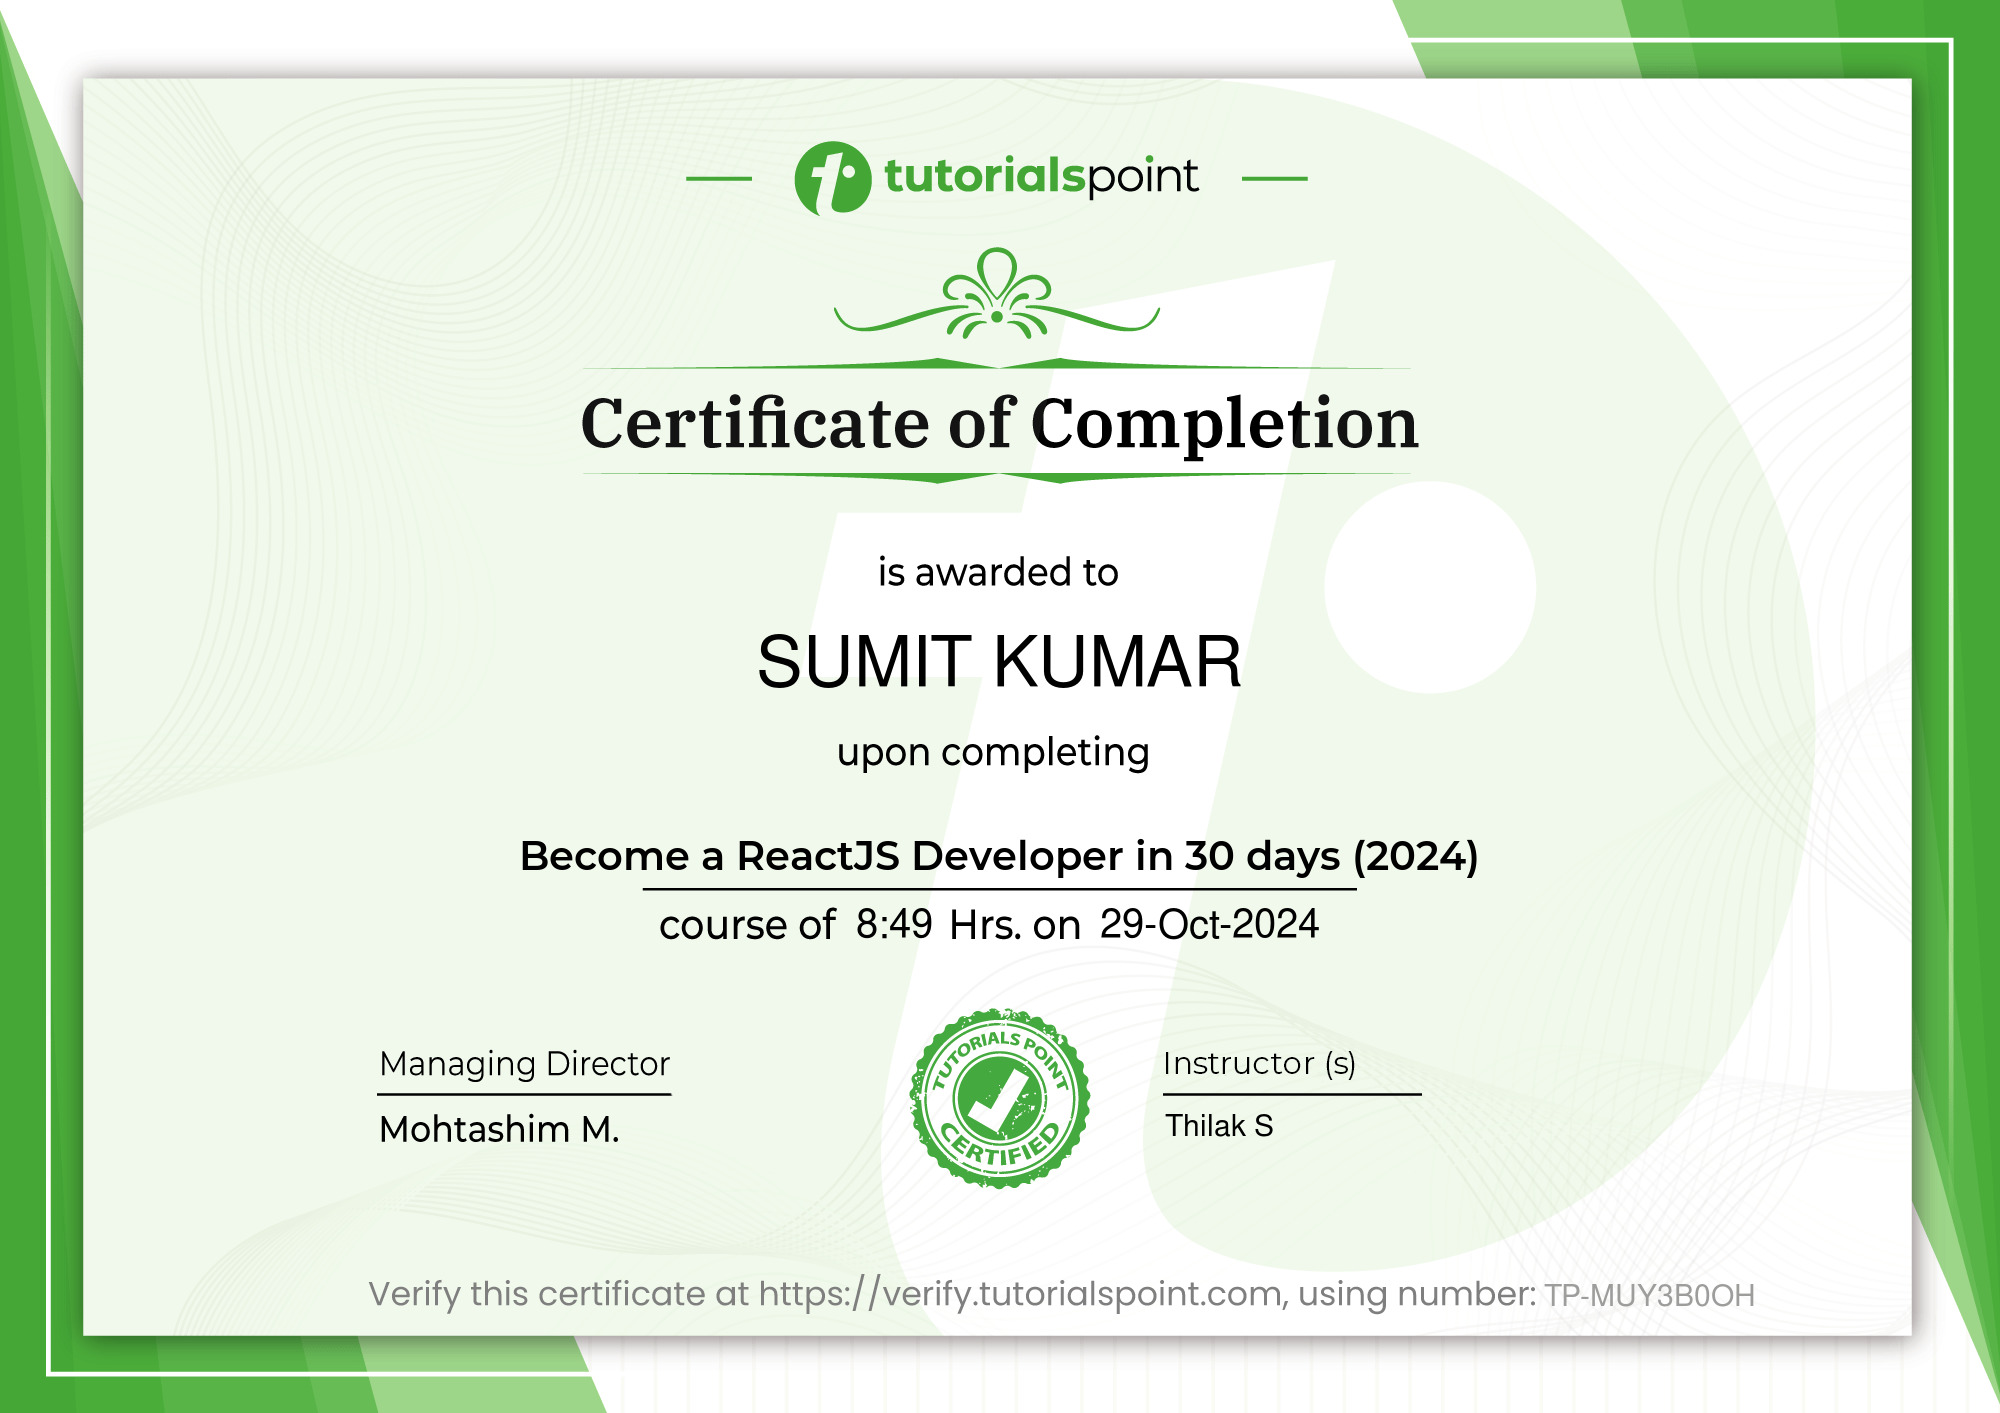 tutorialspoint
Certificate of Completion
is awarded to
SUMIT KUMAR
upon completing
Become a ReactJS Developer in 30 days (2024)
course of 8:49 Hrs. on 29-Oct-2024
Managing Director
Mohtashim M.
TUTORIALS POINT
CERTIFIED
Instructor (s)
Thilak S
Verify this certificate at https://verify.tutorialspoint.com, using number: TP-MUY3B0OH